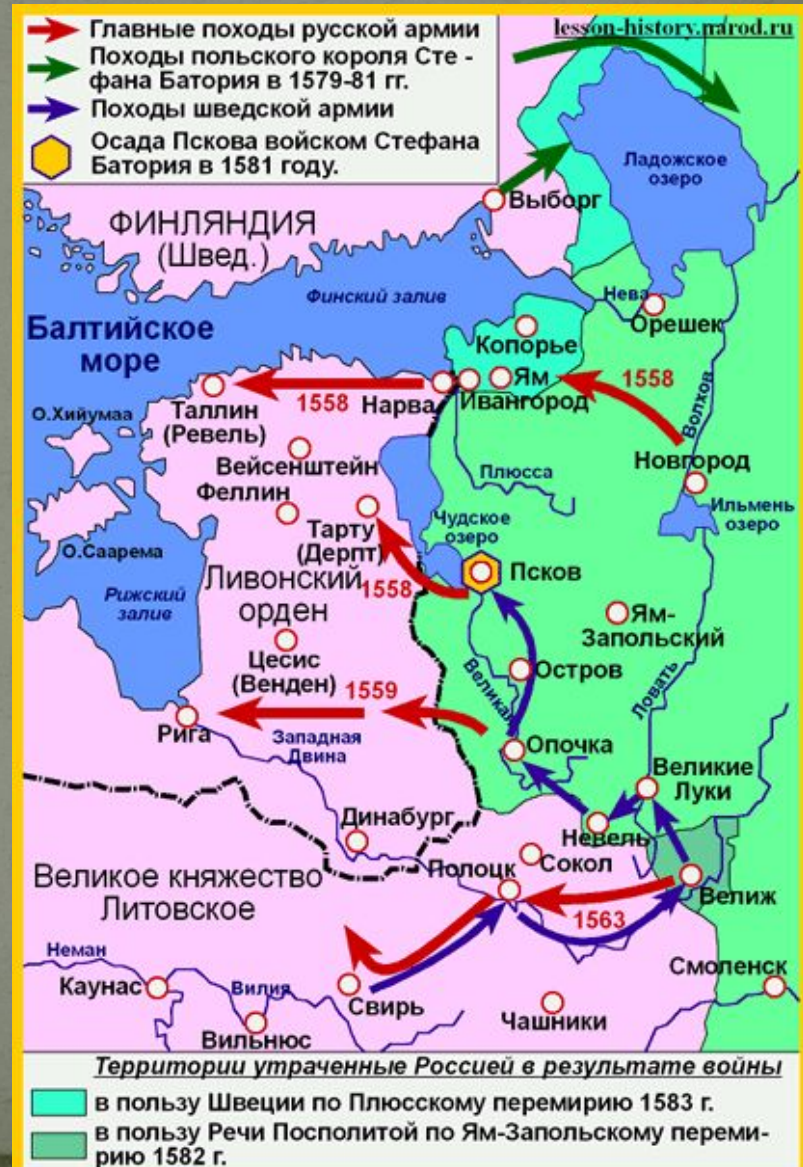 lesson-history.narod.ru
Главные походы русской армии
Походы польского короля Сте -
фана Батория в 1579-81 гг.
Походы шведской армии
Осада Пскова войском Стефана
Батория в 1581 году.
Ладожское
озеро
Выборг
ФИНЛЯНДИЯ
(Швед.)
Финский залив
Нева
Орешек
Балтийское
море
Копорье
Ям
1558
Нарва
Ивангород
1558
Таллин
(Ревель)
О.Хийумаа
Волхов
Новгород
Вейсенштейн
Плюсса
Феллин
Ильмень
озеро
Тарту
(Дерпт)
Чудское
озеро
О.Саарема
Псков
Рижский
залив
Ливонский
орден
1558
Ям-
Запольский
Цесис
(Венден)
Остров
Великая
Ловать
1559
Рига
Западная
Двина
Опочка
Великие
Луки
Динабург
Невель
Сокол
Полоцк
Велиж
Великое княжество
Литовское
1563
Неман
Смоленск
Каунас
Вилия
Свирь
Чашники
Вильнюс
Территории утраченные Россией в результате войны
в пользу Швеции по Плюсскому перемирию 1583 г.
в пользу Речи Посполитой по Ям-Запольскому переми-
рию 1582 г.